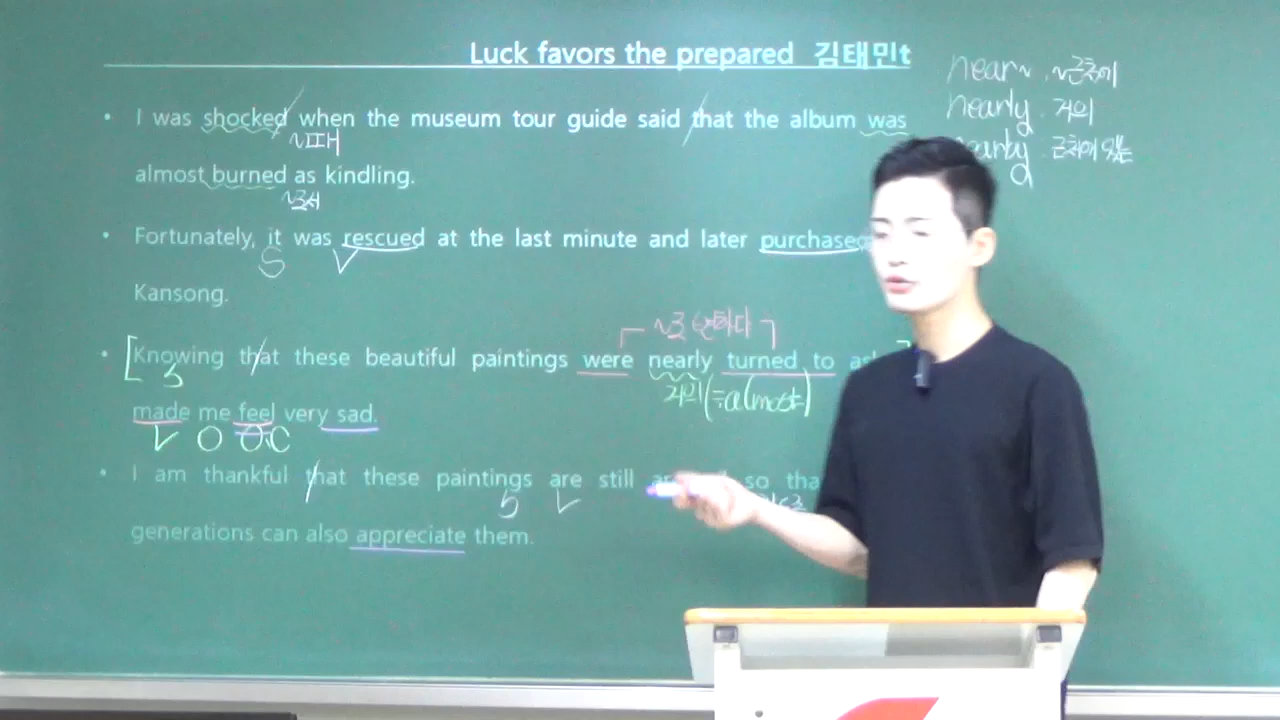 Luck favors the prepared 김태민t
near ~ . ~근처에
nearly . 거의
nearby . 근처에 있는
a
• I was shocked when the museum tour guide said that the album was
~때
almost burned as kindling.
~로서
• Fortunately, it was rescued at the last minute and later purchased
S V
Kansong.
~로 변하다
• Knowing that these beautiful paintings were nearly turned to
S
거의(=almost)
made me feel very sad.
V O O.C
• I am thankful that these paintings are still so
S V
generations can also appreciate them.